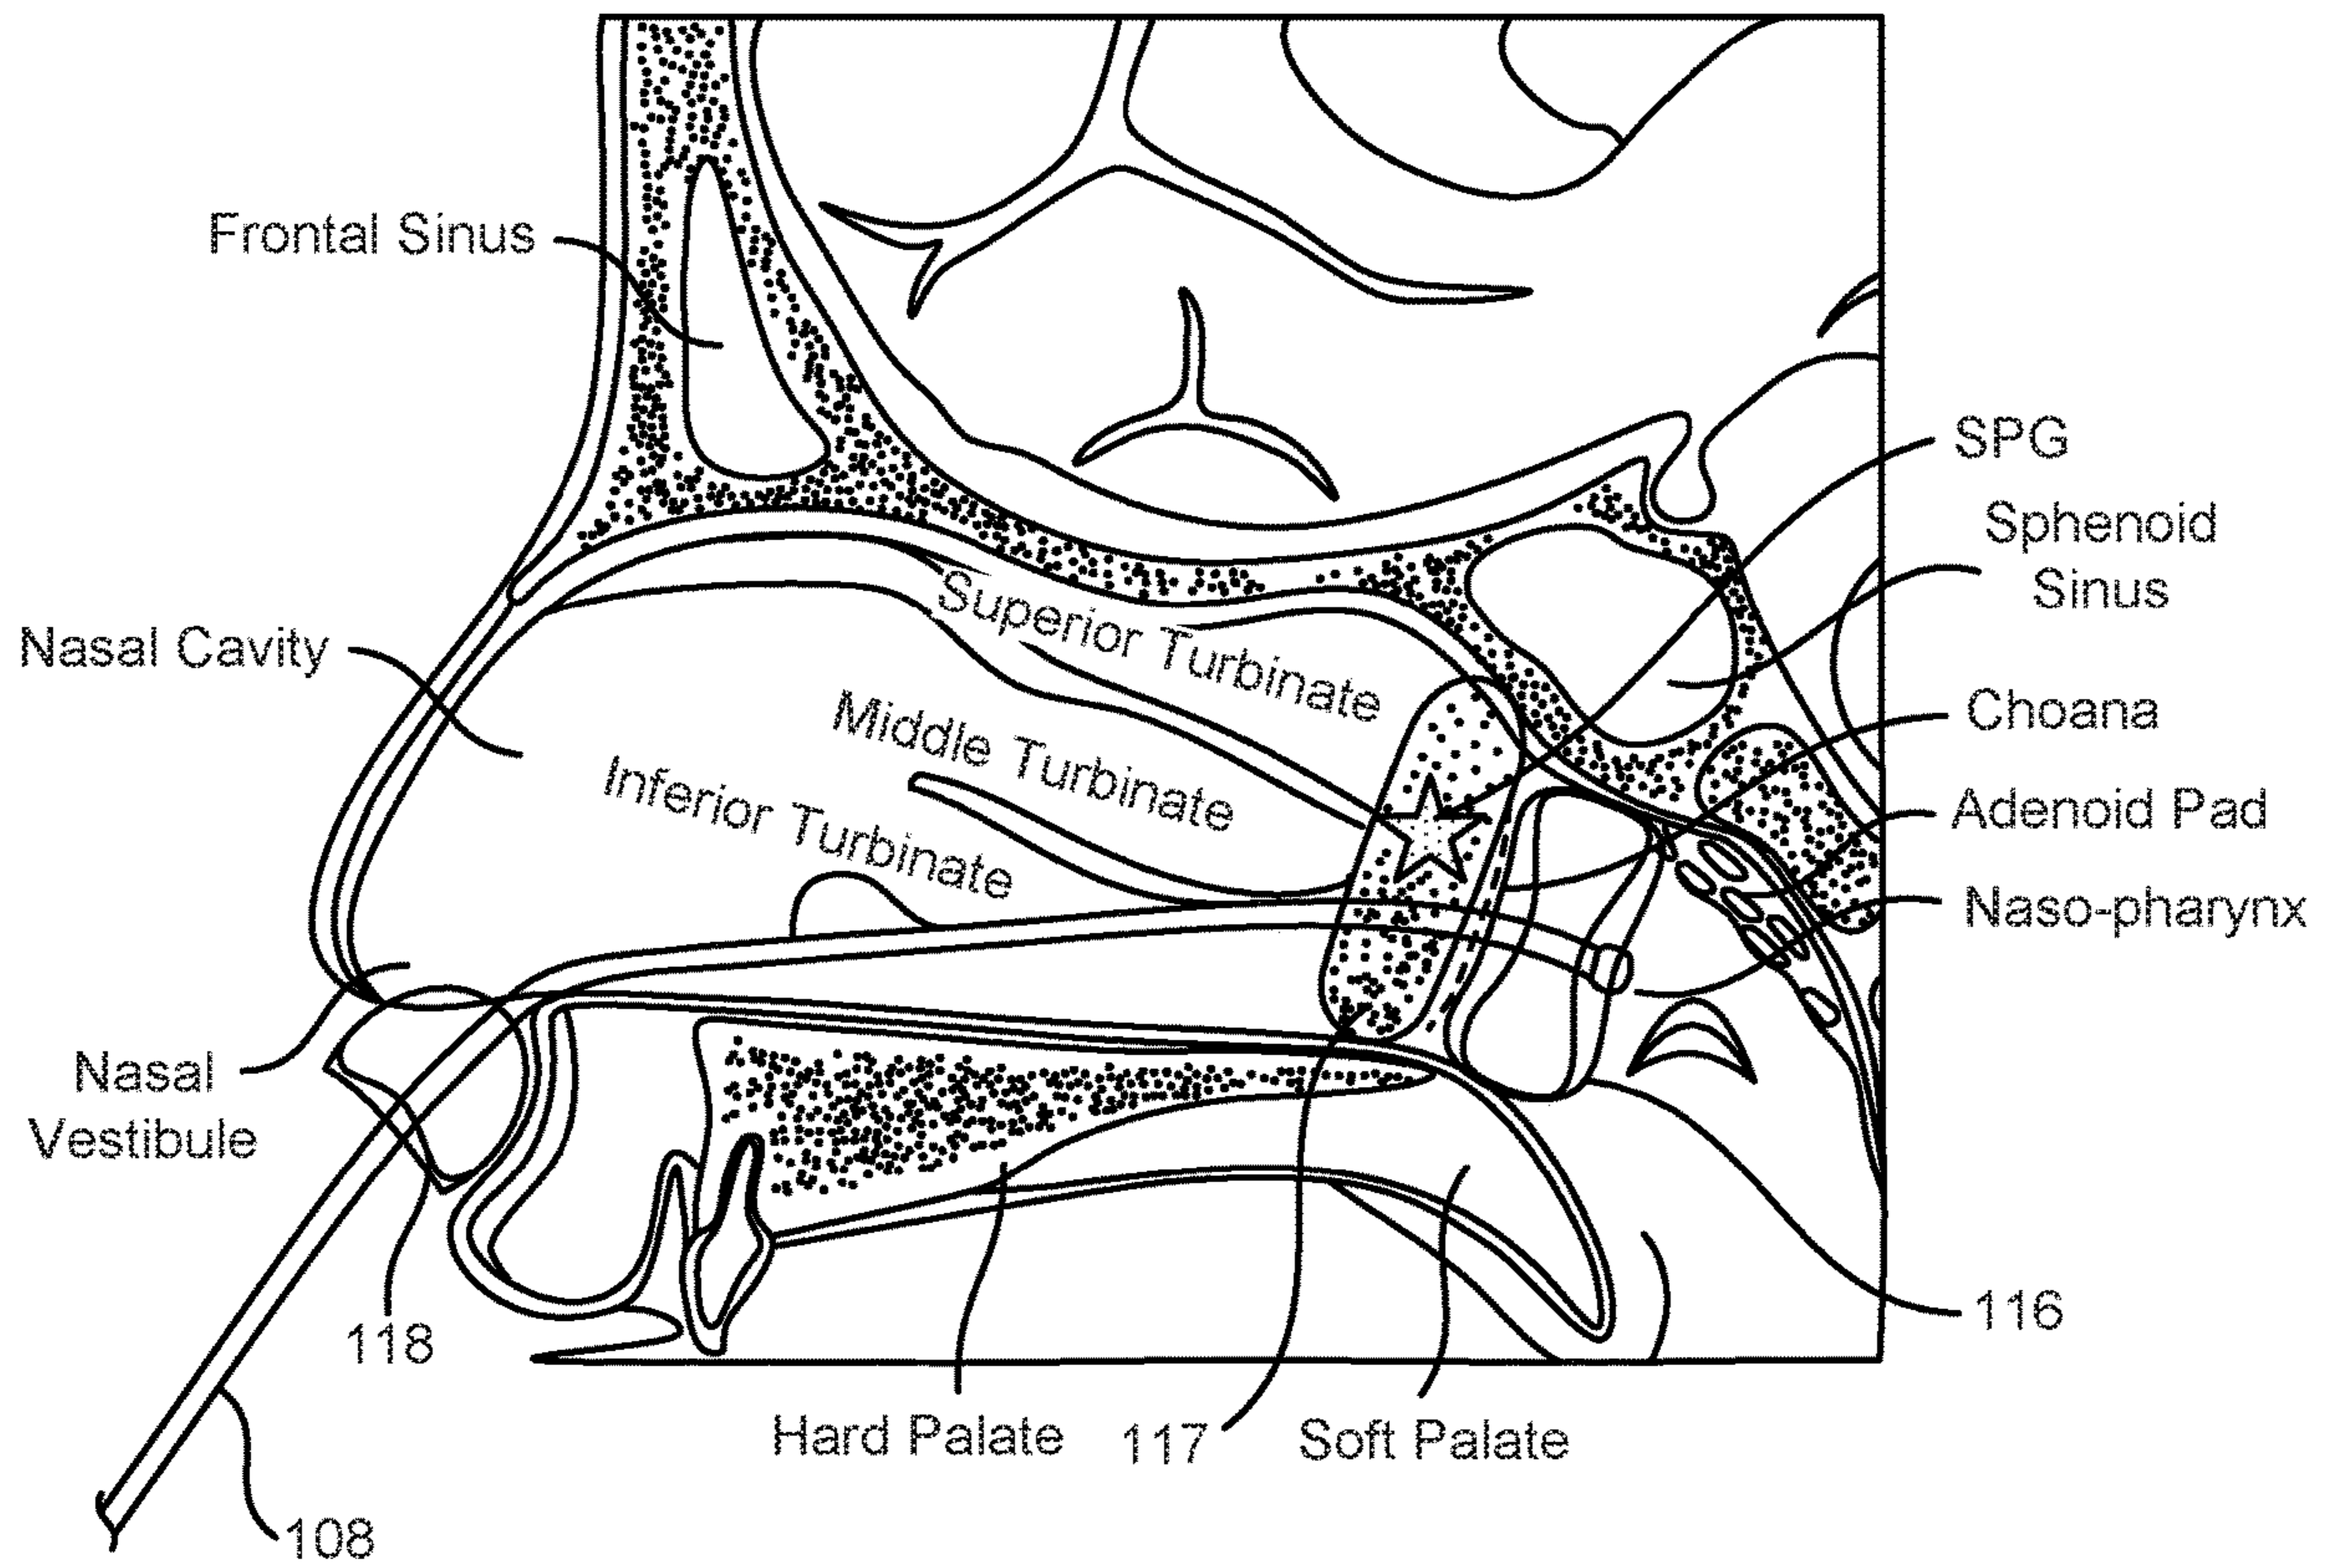 Frontal Sinus
SPG
Sphenoid
Sinus
Superior Turbinate
Nasal Cavity
Middle Turbinate
Choana
Inferior Turbinate
Adenoid Pad
Naso-pharynx
Nasal
Vestibule
116
118
Hard Palate
117
Soft Palate
108